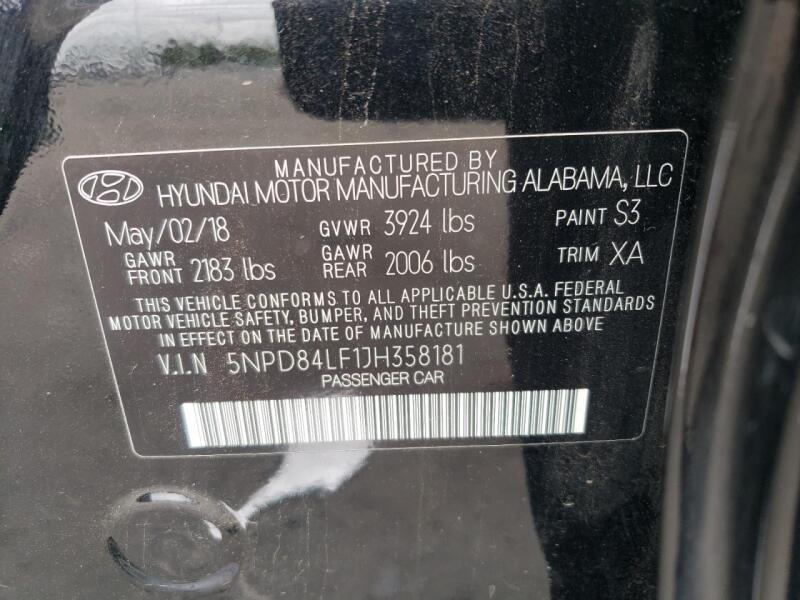 MANUFACTURED BY
HYUNDAI MOTOR MANUFACTURING ALABAMA, LLC
May/02/18 GVWR 3924 lbs PAINT S3
GAWR FRONT 2183 lbs GAWR REAR 2006 lbs TRIM XA
THIS VEHICLE CONFORMS TO ALL APPLICABLE U.S.A. FEDERAL
MOTOR VEHICLE SAFETY, BUMPER, AND THEFT PREVENTION STANDARDS
IN EFFECT ON THE DATE OF MANUFACTURE SHOWN ABOVE.
V.I.N 5NPD84LF1JH358181
PASSENGER CAR